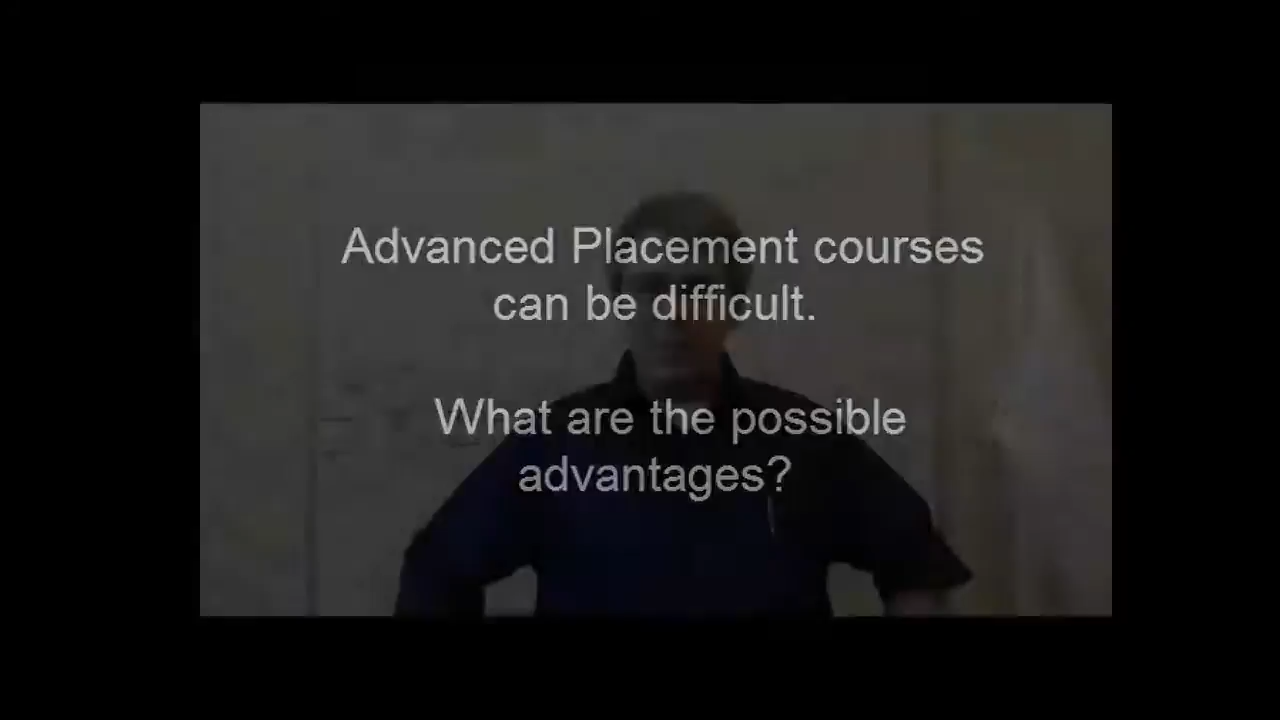 Advanced Placement courses
can be difficult.
What are the possible
advantages?